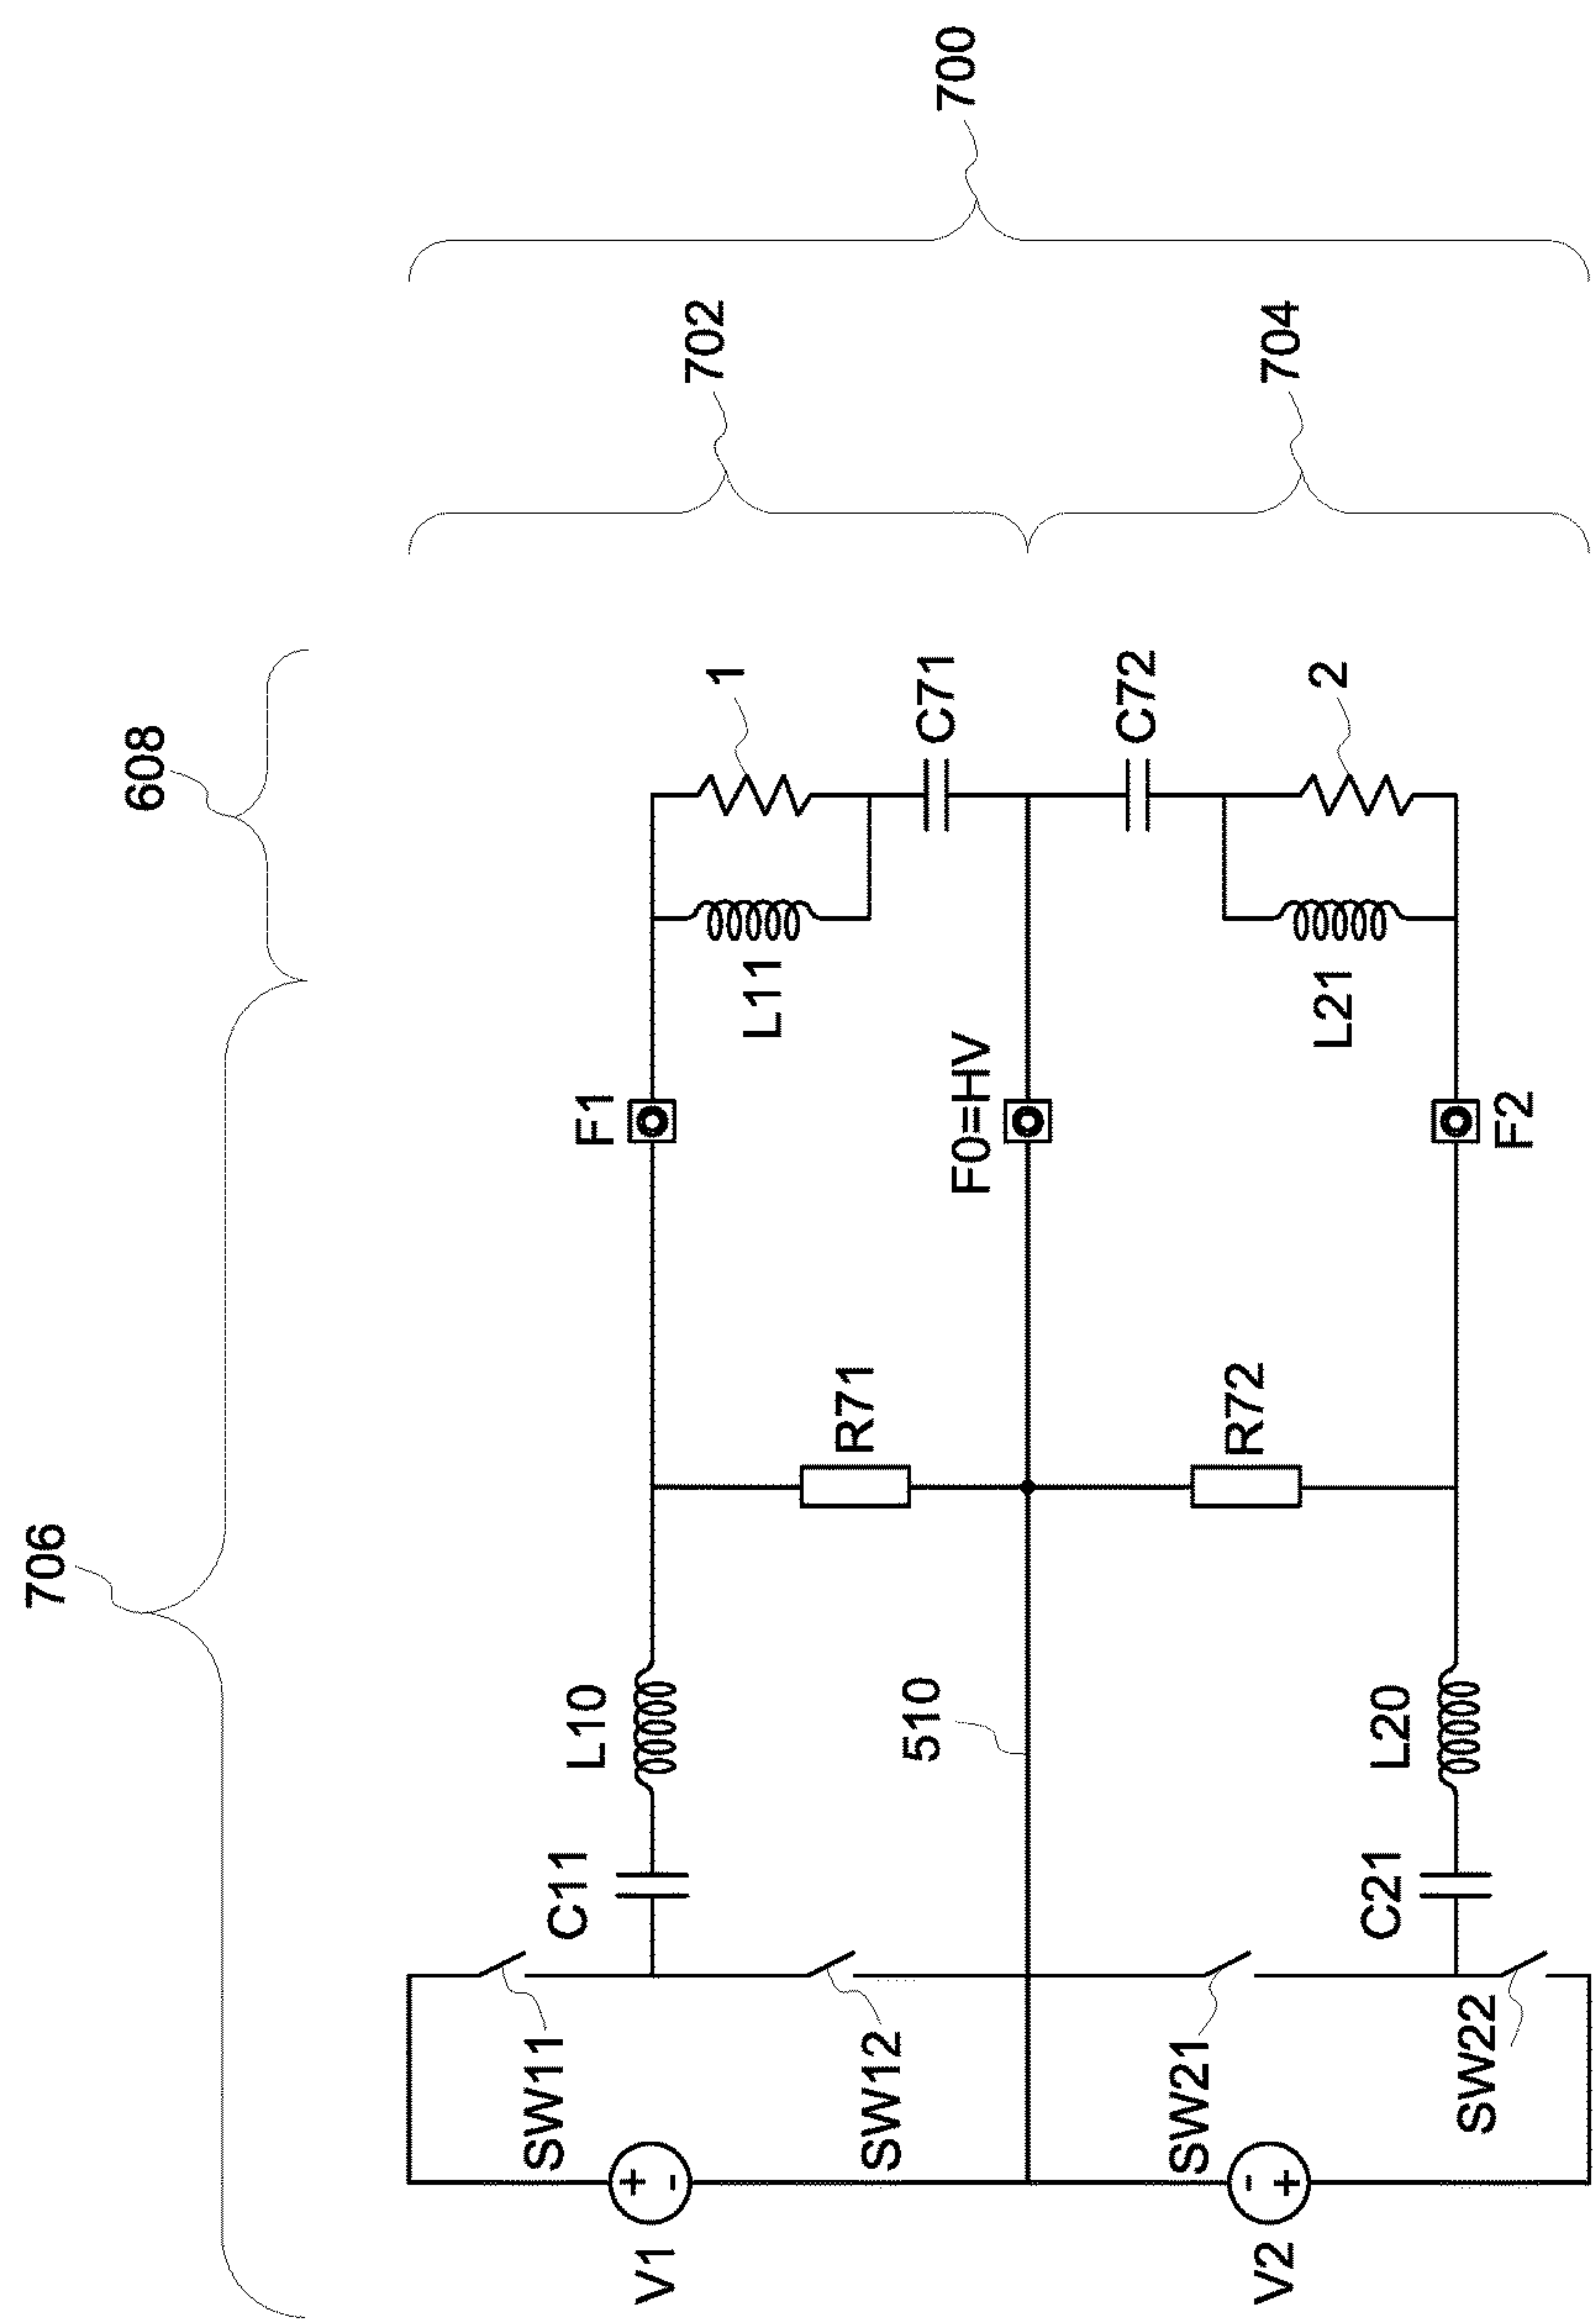 706
608
700
702
704
F1
L11
1
C71
F0=HV
C72
L21
2
F2
R71
R72
L10
510
L20
C11
C21
SW11
SW12
SW21
SW22
V1
+
-
V2
-
+